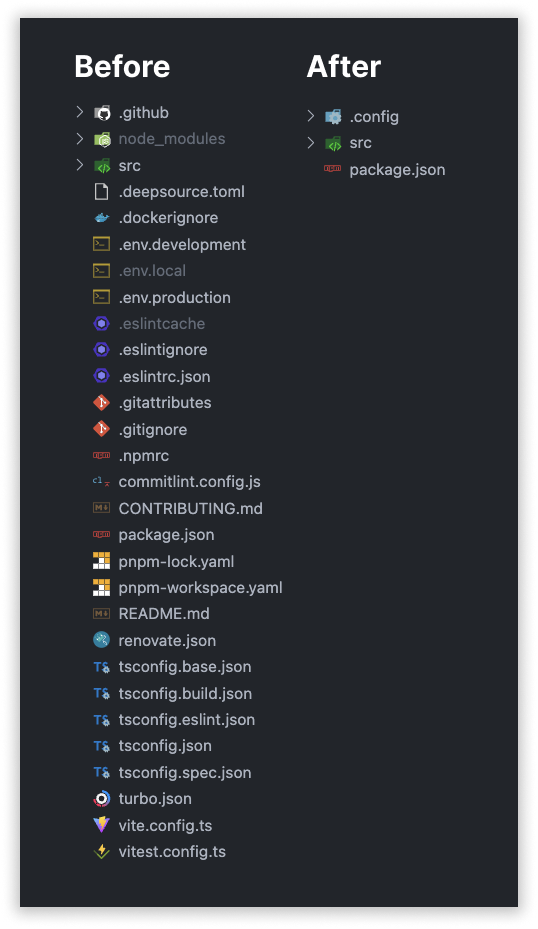 Before
.github
node_modules
src
.deepsource.toml
.dockerignore
.env.development
.env.local
.env.production
.eslintcache
.eslintignore
.eslintrc.json
.gitattributes
.gitignore
.npmrc
commitlint.config.js
CONTRIBUTING.md
package.json
pnpm-lock.yaml
pnpm-workspace.yaml
README.md
renovate.json
tsconfig.base.json
tsconfig.build.json
tsconfig.eslint.json
tsconfig.json
tsconfig.spec.json
turbo.json
vite.config.ts
vitest.config.ts
After
.config
src
package.json